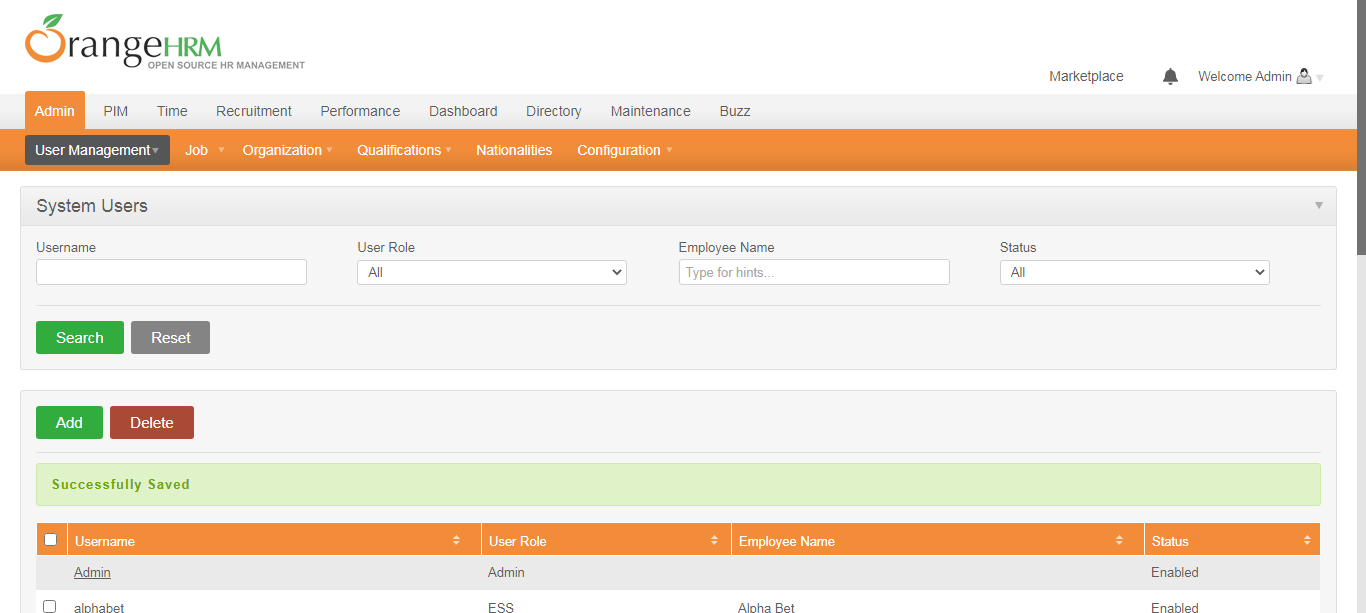 OrangeHRM
OPEN SOURCE HR MANAGEMENT
Marketplace Welcome Admin
Admin PIM Time Recruitment Performance Dashboard Directory Maintenance Buzz
User Management Job Organization Qualifications Nationalities Configuration
System Users
Username User Role Employee Name Status
All Type for hints... All
Search Reset
Add Delete
Successfully Saved
Username User Role Employee Name Status
Admin Admin Enabled
alphabet ESS Alpha Bet Enabled